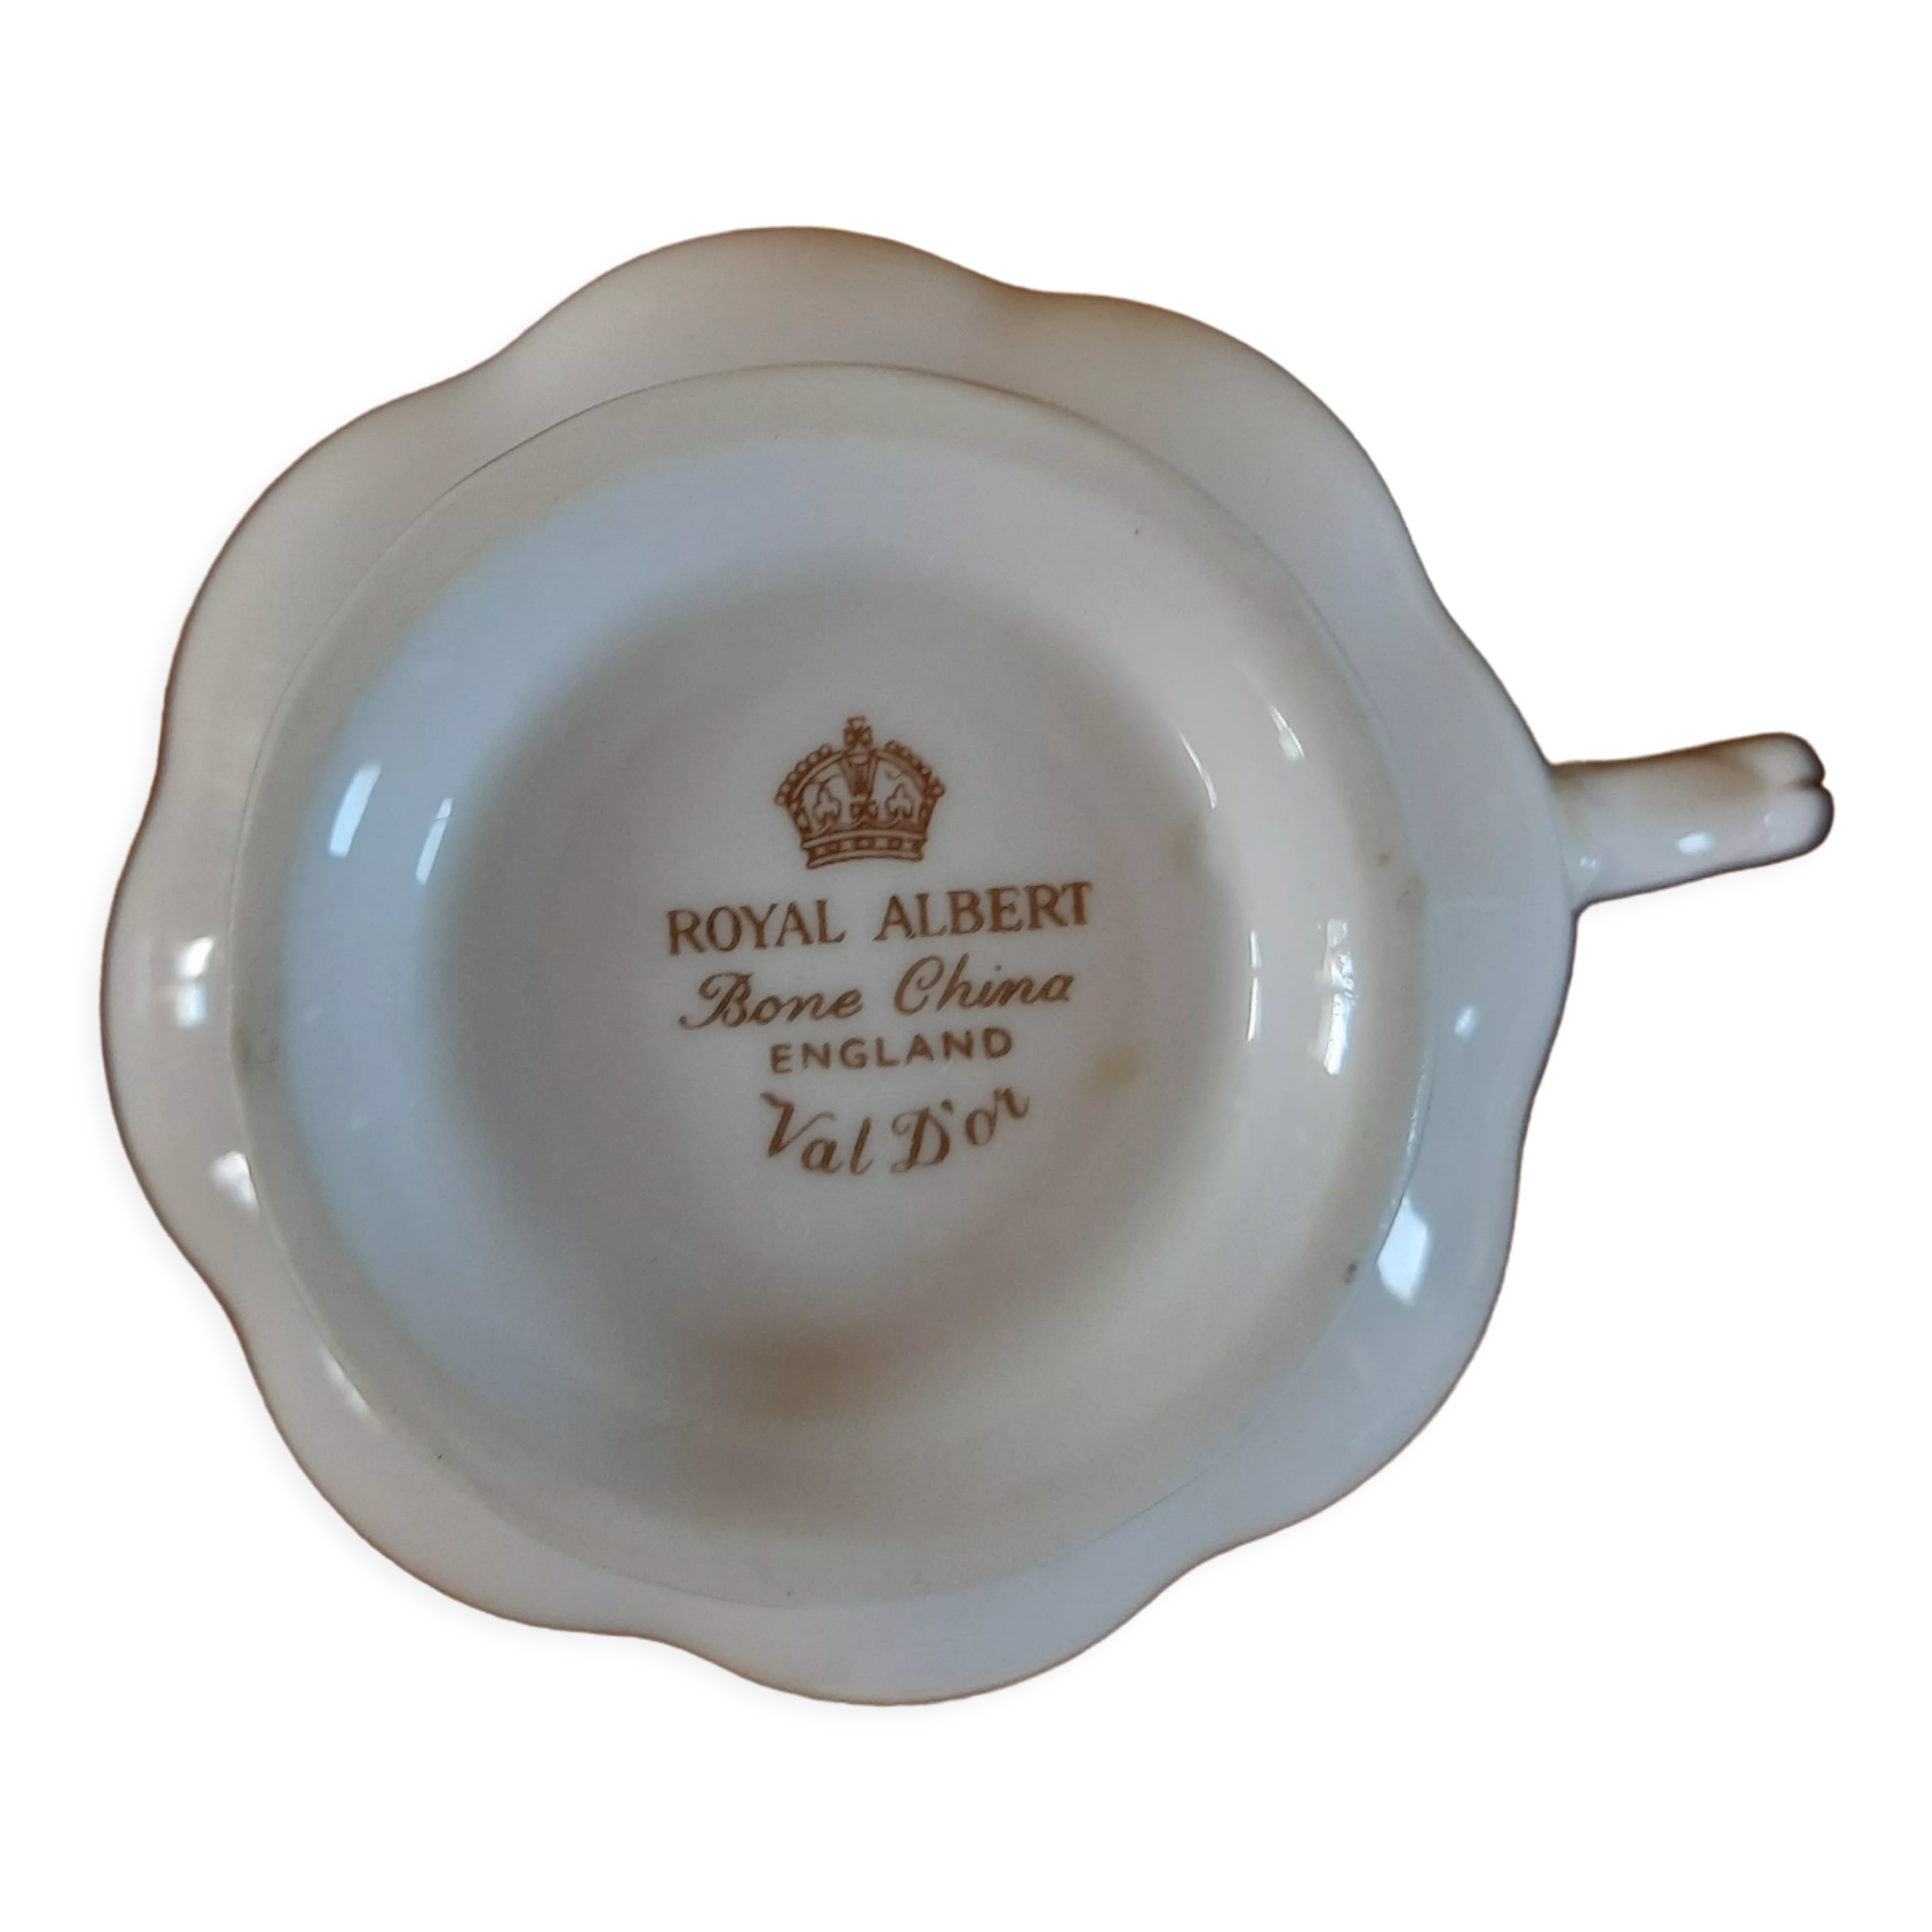 ROYAL ALBERT
Bone China
ENGLAND
Val D'or